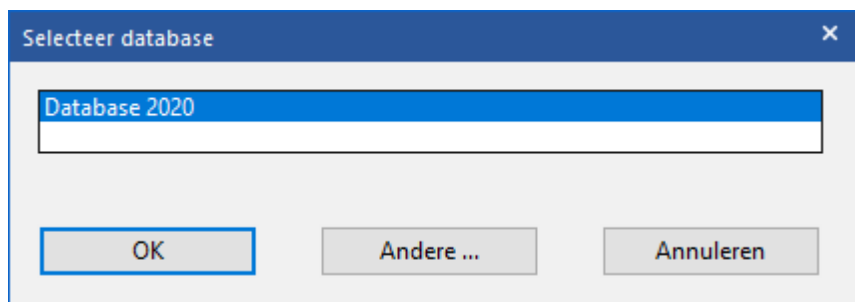 Selecteer database
Database 2020
OK
Andere ...
Annuleren